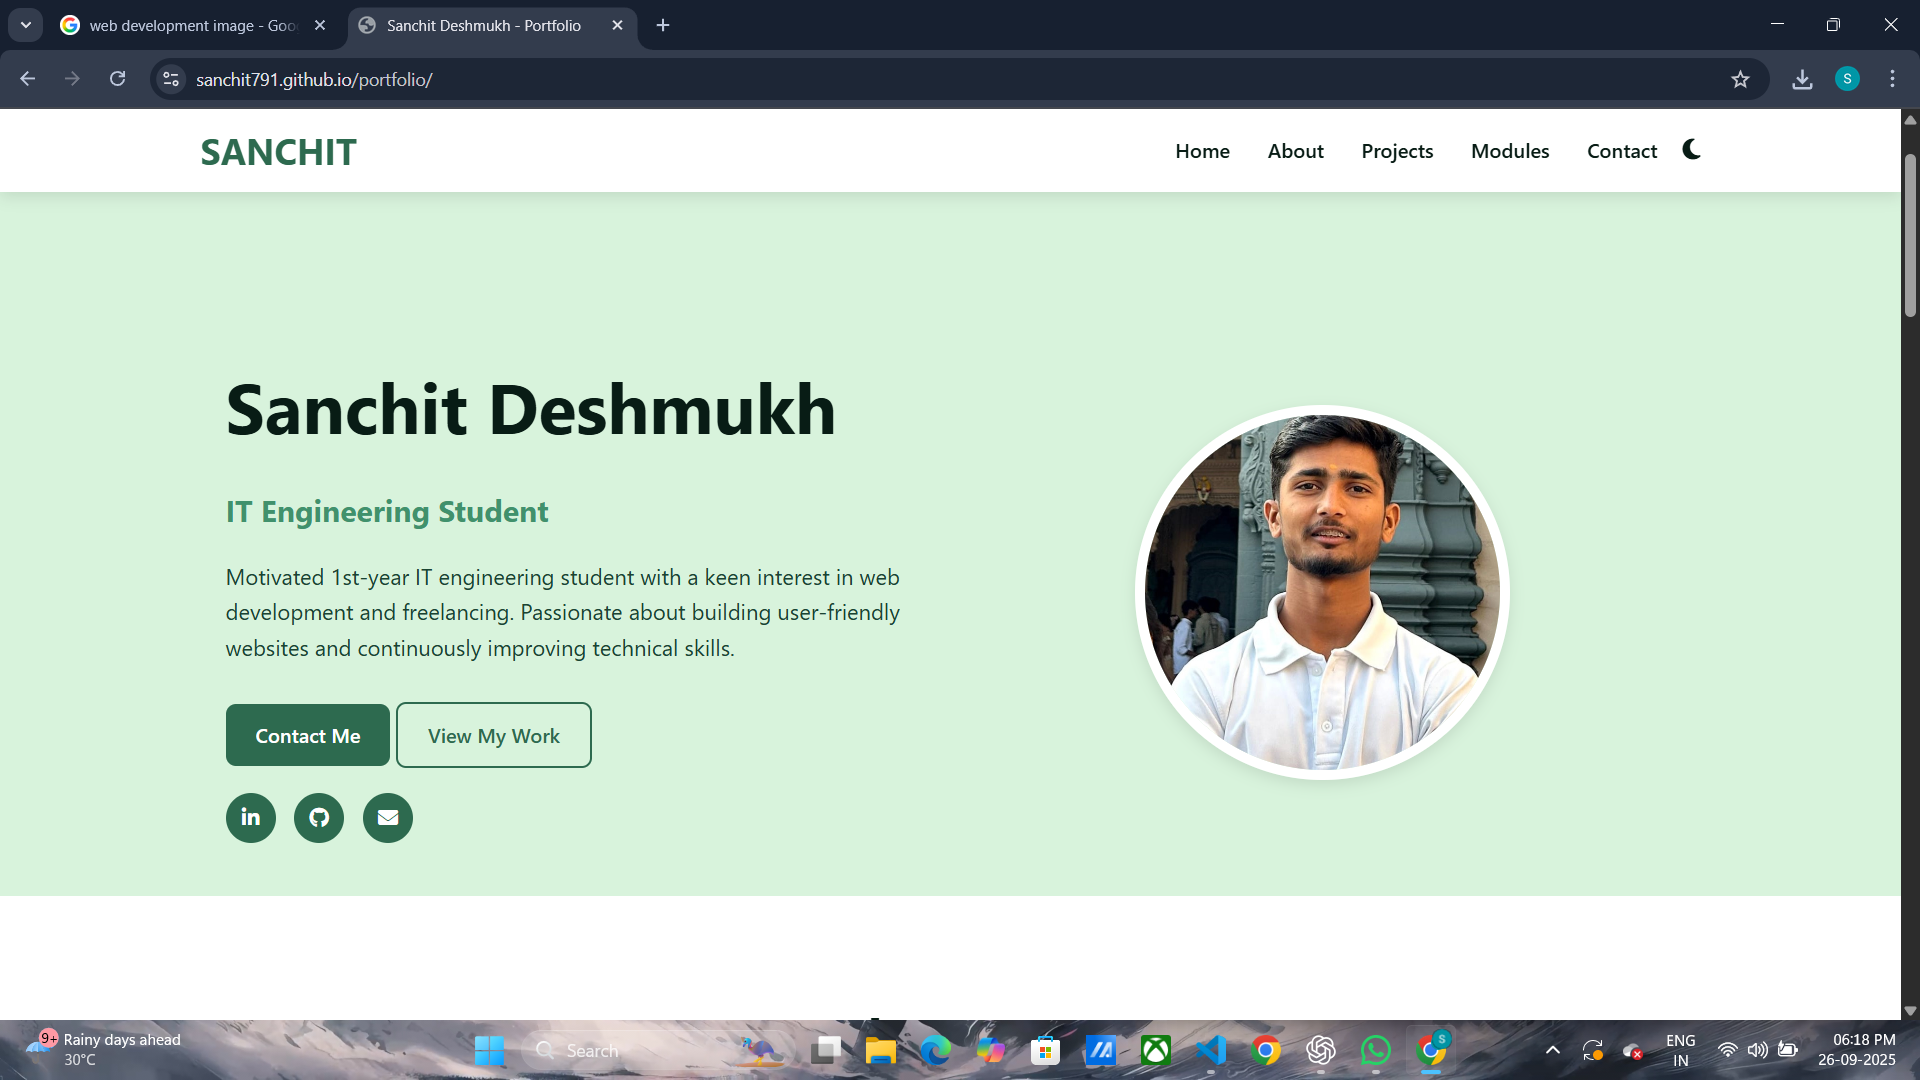 web development image - Goo
Sanchit Deshmukh - Portfolio
sanchit791.github.io/portfolio/
S
SANCHIT
Home
About
Projects
Modules
Contact
Sanchit Deshmukh
IT Engineering Student
Motivated 1st-year IT engineering student with a keen interest in web
development and freelancing. Passionate about building user-friendly
websites and continuously improving technical skills.
Contact Me
View My Work
in
9+
Rainy days ahead
30°C
Search
S
ENG
IN
06:18 PM
26-09-2025